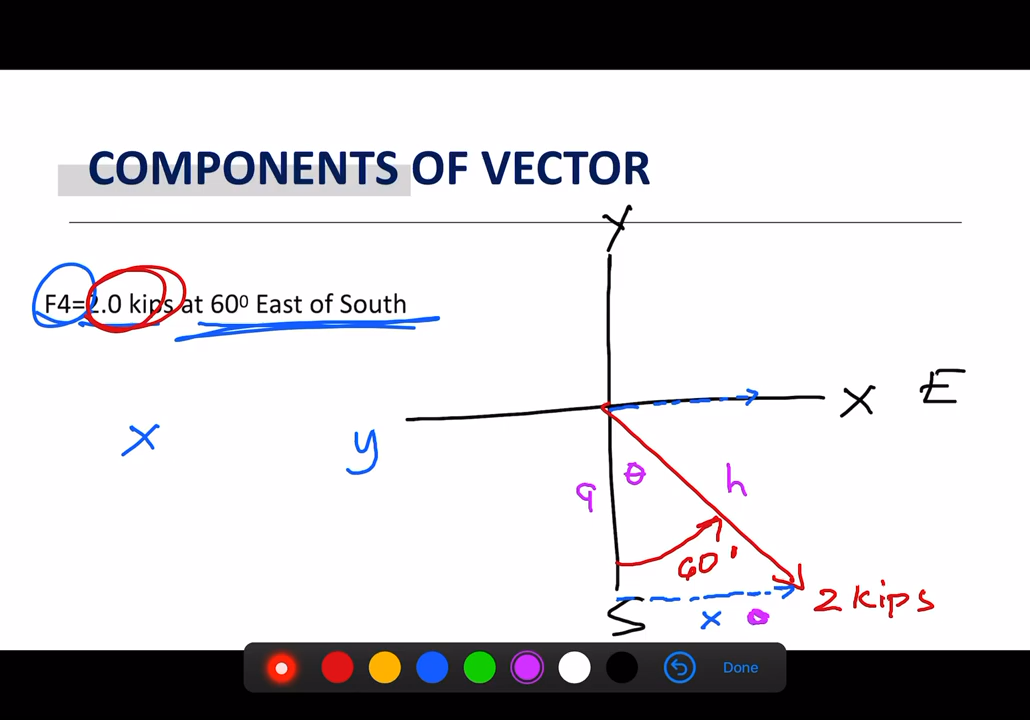 COMPONENTS OF VECTOR
Y
F4=2.0 kips at 60⁰ East of South
X E
x y
θ h
a
60°
2 kips
S x o
Done